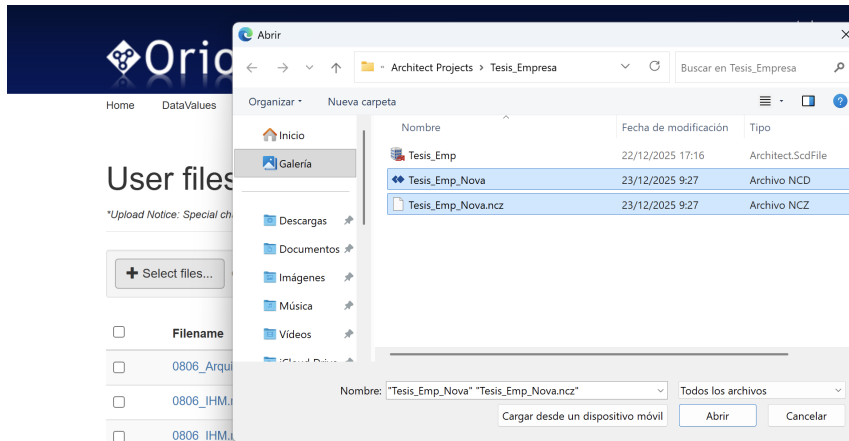 Orio
Home DataValues
User files
*Upload Notice: Special ch
Select files...
Filename
0806_Arqui
0806_IHM.
0806_IHM.
Abrir
Architect Projects > Tesis_Empresa
Buscar en Tesis_Empresa
Organizar Nueva carpeta
Inicio
Galería
Descargas
Documentos
Imágenes
Música
Vídeos
Nombre Fecha de modificación Tipo
Tesis_Emp 22/12/2025 17:16 Architect.ScdFile
Tesis_Emp_Nova 23/12/2025 9:27 Archivo NCD
Tesis_Emp_Nova.ncz 23/12/2025 9:27 Archivo NCZ
Nombre: "Tesis_Emp_Nova" "Tesis_Emp_Nova.ncz" Todos los archivos
Cargar desde un dispositivo móvil Abrir Cancelar